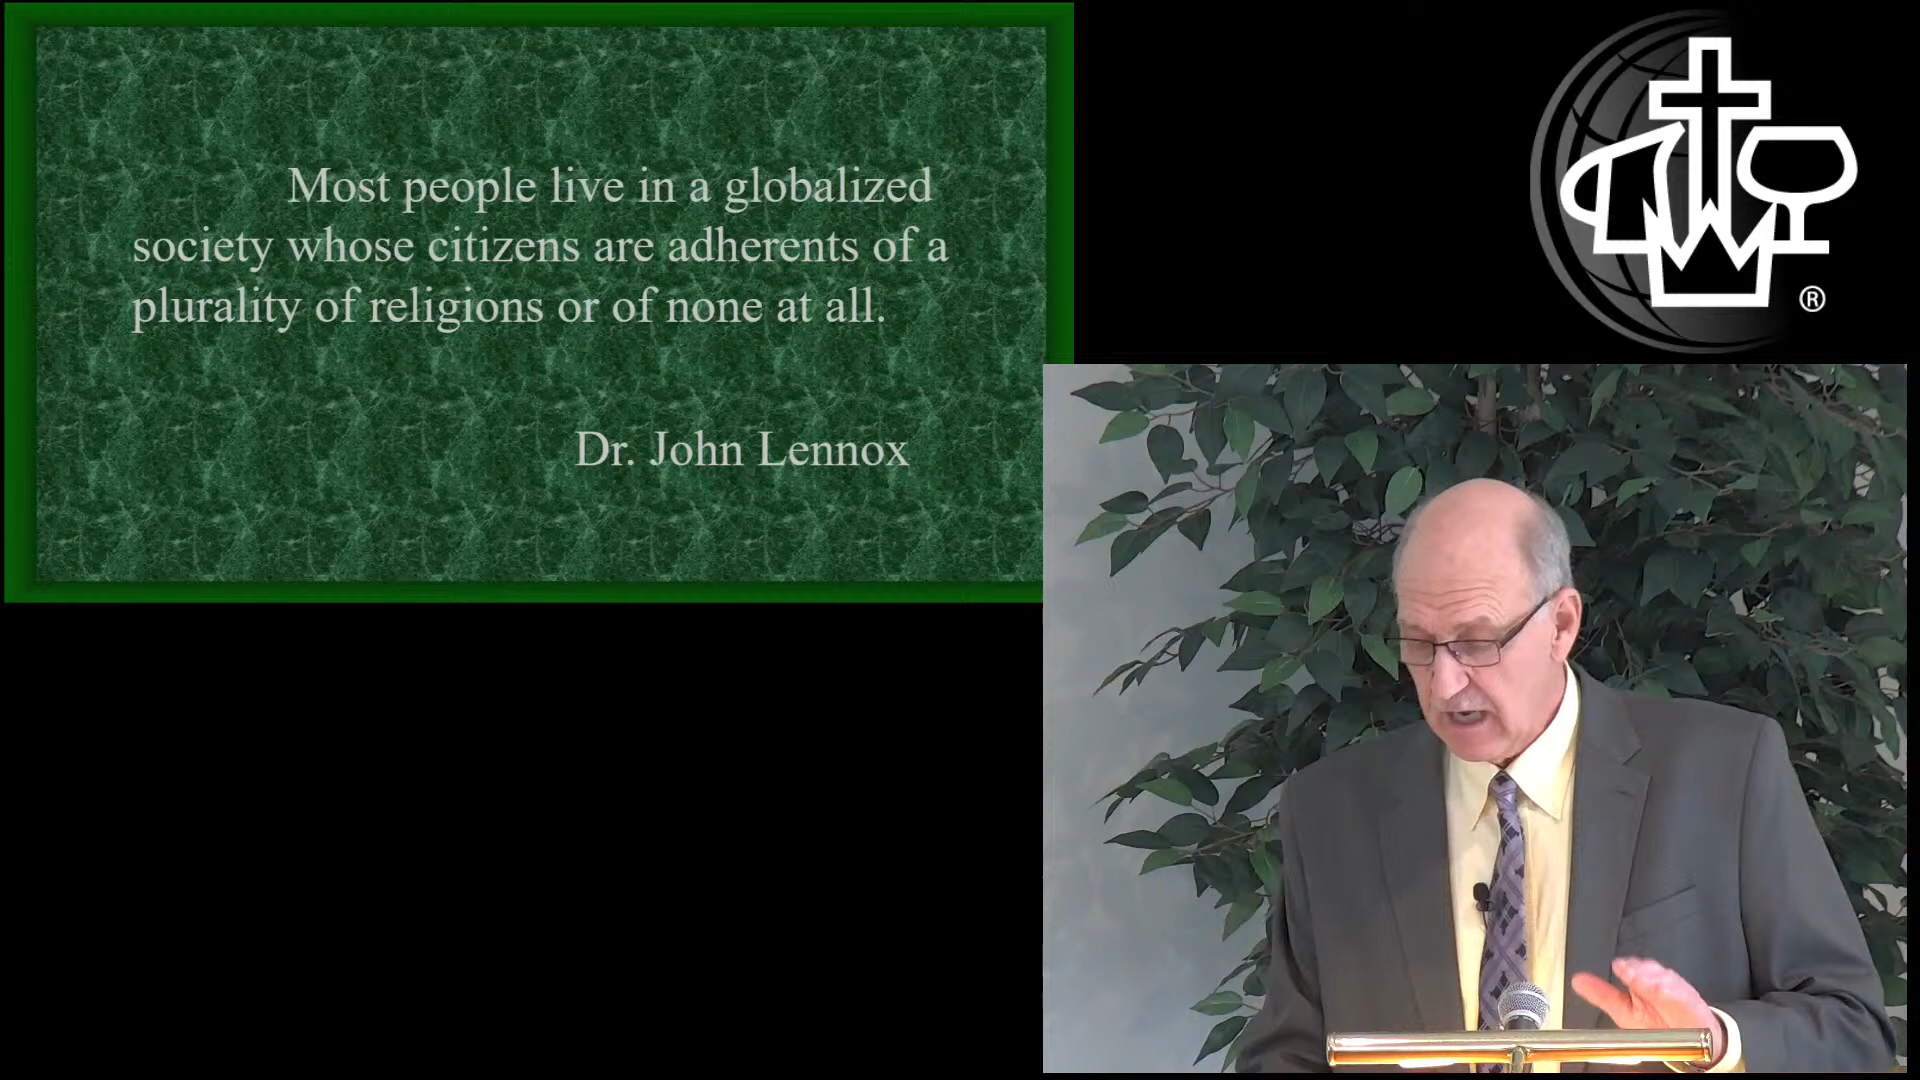 Most people live in a globalized
society whose citizens are adherents of a
plurality of religions or of none at all.
Dr. John Lennox
®